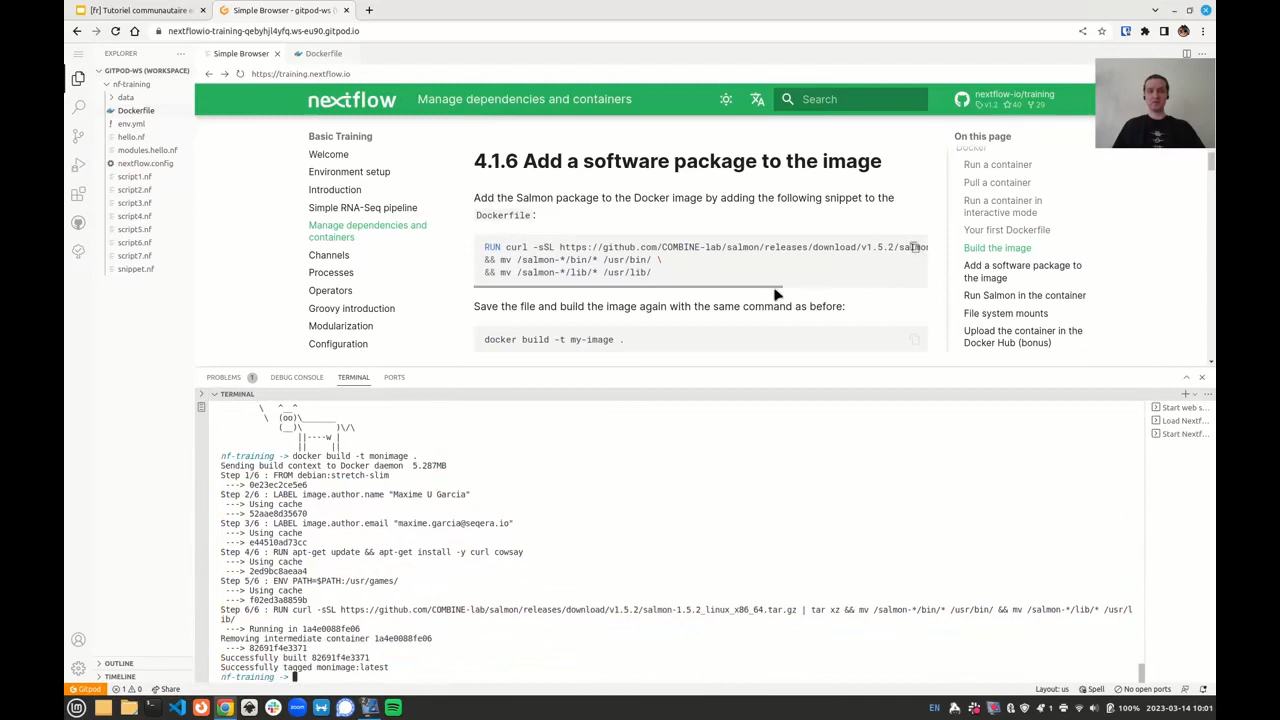 [fr] Tutoriel communautaire e
Simple Browser - gitpod-ws
nextflowio-training-qebyhjl4yfq.ws-eu90.gitpod.io
EXPLORER
GITPOD-WS (WORKSPACE)
nf-training
data
Dockerfile
env.yml
hello.nf
modules.hello.nf
nextflow.config
script1.nf
script2.nf
script3.nf
script4.nf
script5.nf
script6.nf
script7.nf
snippet.nf
OUTLINE
TIMELINE
Simple Browser
Dockerfile
https://training.nextflow.io
nextflow
Manage dependencies and containers
Search
nextflow-io/training
v1.2 40 29
Basic Training
Welcome
Environment setup
Introduction
Simple RNA-Seq pipeline
Manage dependencies and
containers
Channels
Processes
Operators
Groovy introduction
Modularization
Configuration
4.1.6 Add a software package to the image
Add the Salmon package to the Docker image by adding the following snippet to the
Dockerfile:
RUN curl -sSL https://github.com/COMBINE-lab/salmon/releases/download/v1.5.2/salmon
&& mv /salmon-*/bin/* /usr/bin/ \
&& mv /salmon-*/lib/* /usr/lib/
Save the file and build the image again with the same command as before:
docker build -t my-image .
On this page
Docker
Run a container
Pull a container
Run a container in
interactive mode
Your first Dockerfile
Build the image
Add a software package to
the image
Run Salmon in the container
File system mounts
Upload the container in the
Docker Hub (bonus)
PROBLEMS 1
DEBUG CONSOLE
TERMINAL
PORTS
TERMINAL
\ ^__^
\ (oo)\_______
(__)\ )\/\
||----w |
|| ||
nf-training -> docker build -t monimage .
Sending build context to Docker daemon 5.287MB
Step 1/6 : FROM debian:stretch-slim
---> 0e23ec2ce5e6
Step 2/6 : LABEL image.author.name "Maxime U Garcia"
---> Using cache
---> 52aae8d35670
Step 3/6 : LABEL image.author.email "maxime.garcia@seqera.io"
---> Using cache
---> e44510ad73cc
Step 4/6 : RUN apt-get update && apt-get install -y curl cowsay
---> Using cache
---> 2ed9bc8aeaa4
Step 5/6 : ENV PATH=$PATH:/usr/games/
---> Using cache
---> f02ed3a8859b
Step 6/6 : RUN curl -sSL https://github.com/COMBINE-lab/salmon/releases/download/v1.5.2/salmon-1.5.2_linux_x86_64.tar.gz | tar xz && mv /salmon-*/bin/* /usr/bin/ && mv /salmon-*/lib/* /usr/l
ib/
---> Running in 1a4e0088fe06
Removing intermediate container 1a4e0088fe06
---> 82691f4e3371
Successfully built 82691f4e3371
Successfully tagged monimage:latest
nf-training ->
Start web s...
Load Nextf...
Start Nextf...
Gitpod
1 0
Share
Layout: us
Spell
No open ports
EN
1
100%
2023-03-14 10:01